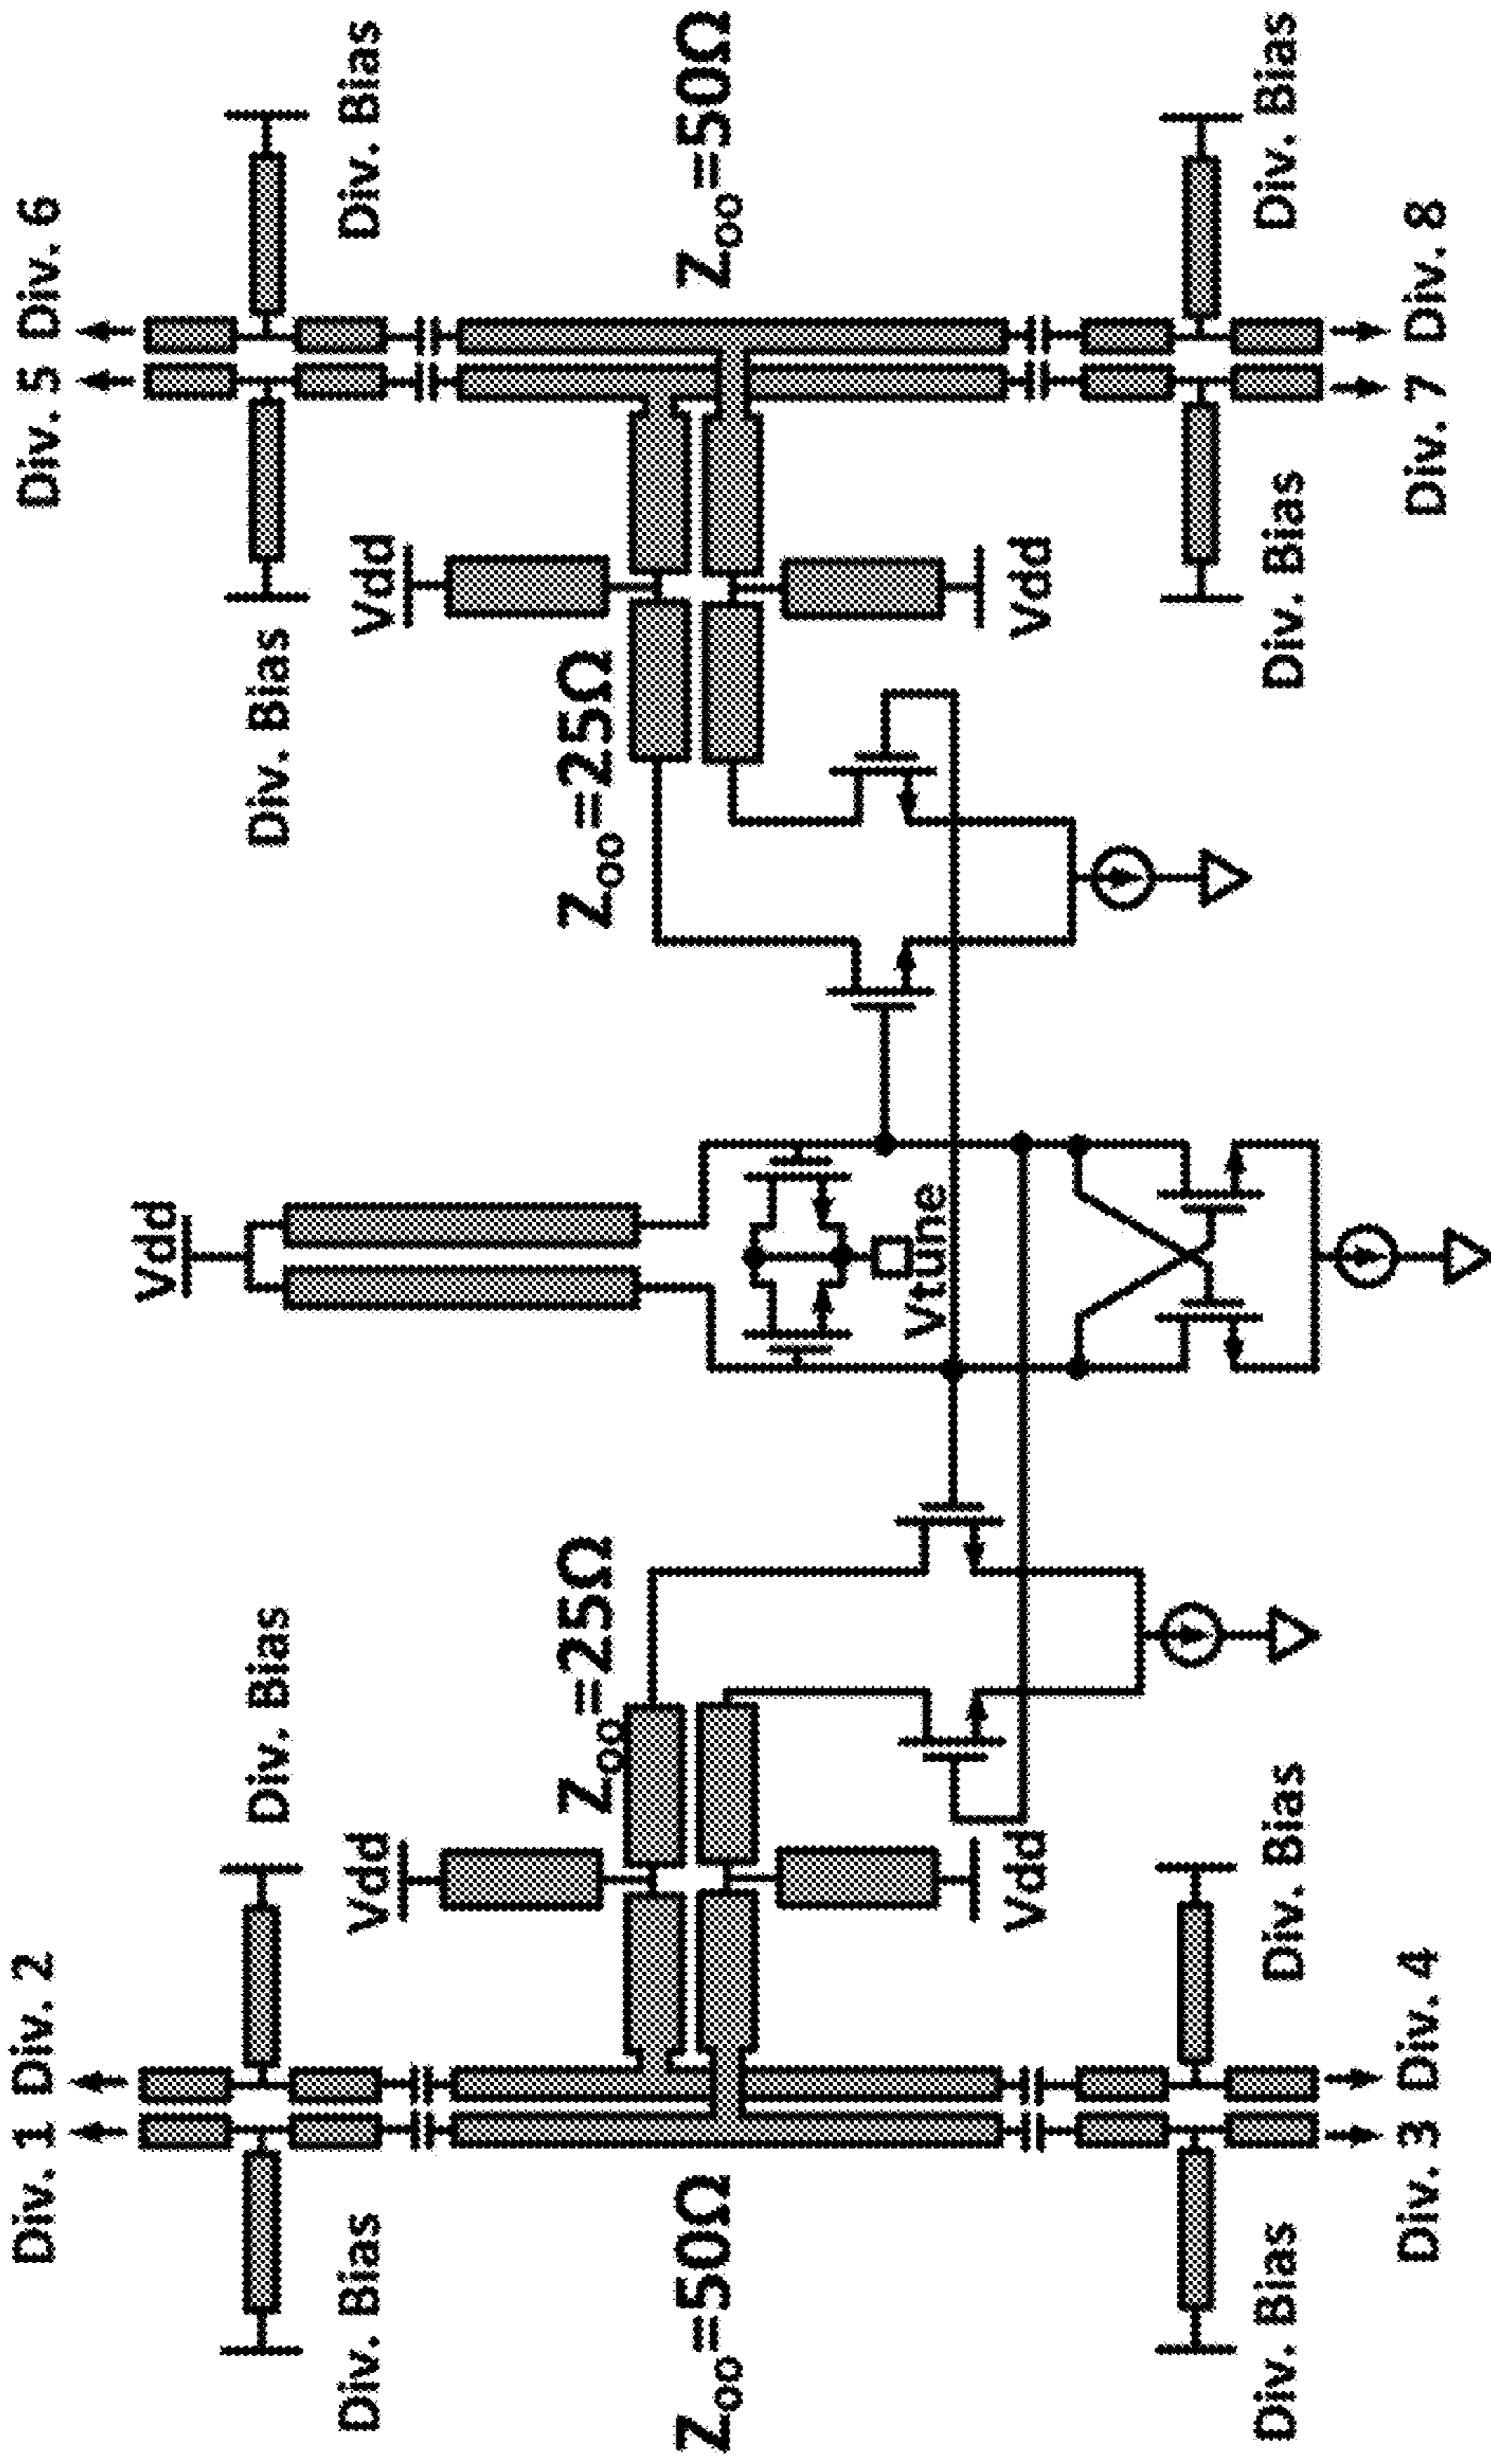 Div. 1 Div. 2
Div. 5 Div. 6
Vdd
Div. Bias
Div. Bias
Div. Bias
Vdd
Vdd
Div. Bias
Zoo=25Ω
Zoo=25Ω
Zoo=50Ω
Zoo=50Ω
Vtune
Vdd
Vdd
Div. Bias
Div. Bias
Div. Bias
Div. Bias
Div. 3 Div. 4
Div. 7 Div. 8